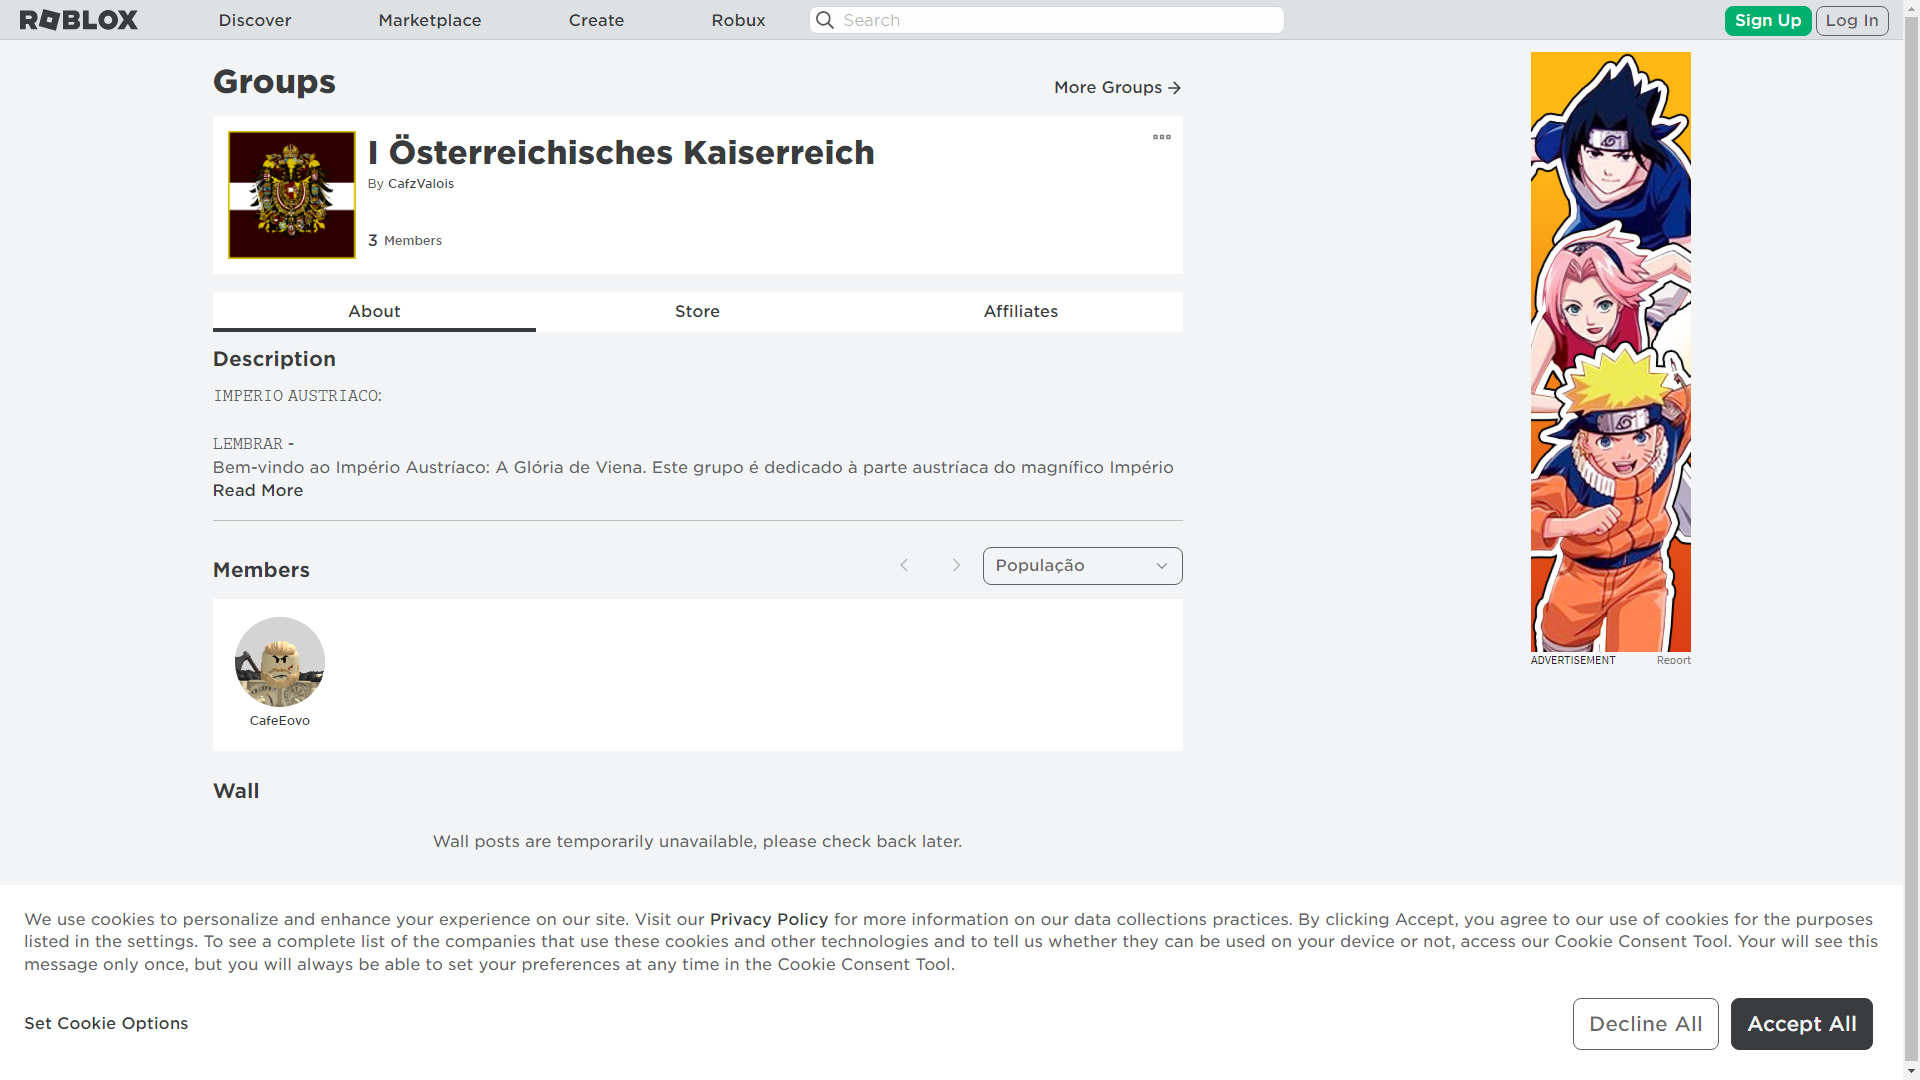 ROBLOX
Discover
Marketplace
Create
Robux
Search
Sign Up
Log In
Groups
More Groups
I Österreichisches Kaiserreich
By CafzValois
3 Members
About
Store
Affiliates
Description
𝙸𝙼𝙿𝙴𝚁𝙸𝙾 𝙰𝚄𝚂𝚃𝚁𝙸𝙰𝙲𝙾:
𝙻𝙴𝙼𝙱𝚁𝙰𝚁 -
Bem-vindo ao Império Austríaco: A Glória de Viena. Este grupo é dedicado à parte austríaca do magnífico Império
Read More
Members
População
CafeEovo
Wall
Wall posts are temporarily unavailable, please check back later.
ADVERTISEMENT
Report
We use cookies to personalize and enhance your experience on our site. Visit our Privacy Policy for more information on our data collections practices. By clicking Accept, you agree to our use of cookies for the purposes
listed in the settings. To see a complete list of the companies that use these cookies and other technologies and to tell us whether they can be used on your device or not, access our Cookie Consent Tool. Your will see this
message only once, but you will always be able to set your preferences at any time in the Cookie Consent Tool.
Set Cookie Options
Decline All
Accept All